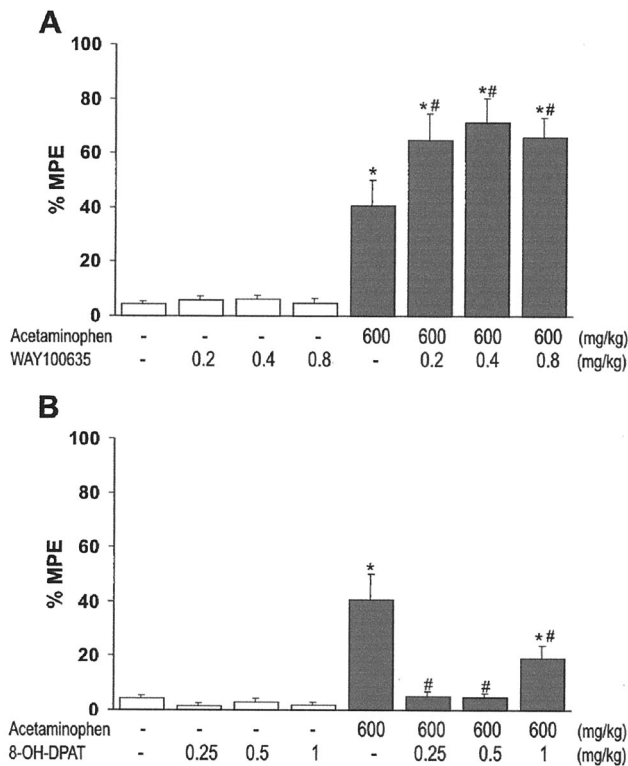 A
100
80
60
40
20
0
% MPE
* *# *# *#
Acetaminophen - - - - 600 600 600 600 (mg/kg)
WAY100635 - 0.2 0.4 0.8 - 0.2 0.4 0.8 (mg/kg)
B
100
80
60
40
20
0
% MPE
* # # *#
Acetaminophen - - - - 600 600 600 600 (mg/kg)
8-OH-DPAT - 0.25 0.5 1 - 0.25 0.5 1 (mg/kg)